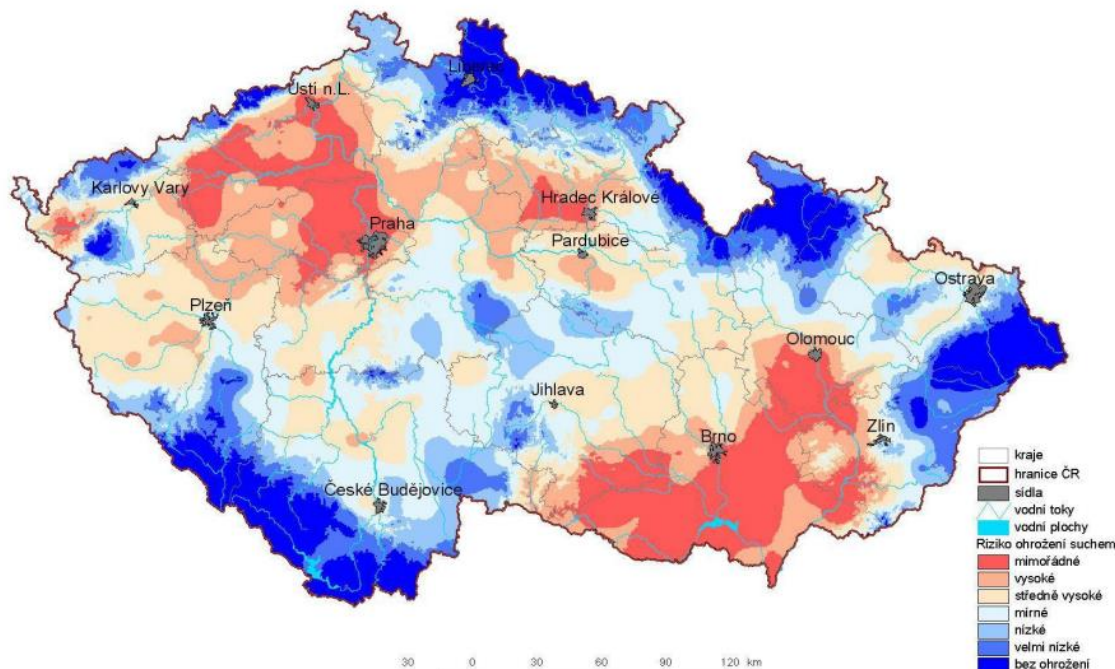 Liberec
Ústí n.L.
Karlovy Vary
Hradec Králové
Praha
Pardubice
Ostrava
Plzeň
Olomouc
Jihlava
Zlín
Brno
České Budějovice
kraje
hranice ČR
sídla
vodní toky
vodní plochy
Riziko ohrožení suchem
mimořádné
vysoké
středně vysoké
mírné
nízké
velmi nízké
bez ohrožení
30 0 30 60 90 120 km